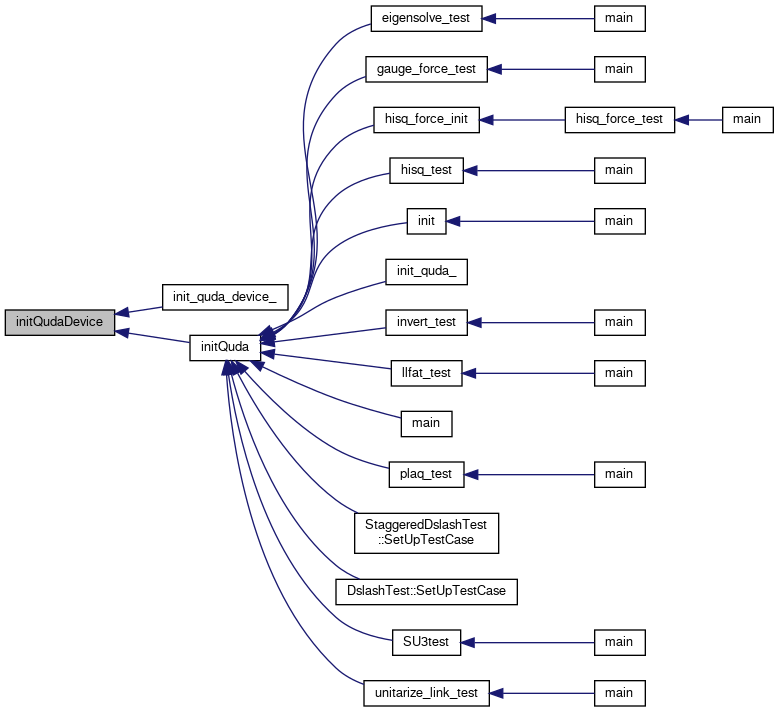 eigensolve_test
main
gauge_force_test
main
hisq_force_init
hisq_force_test
main
hisq_test
main
init
main
init_quda_
init_quda_device_
initQudaDevice
invert_test
main
initQuda
llfat_test
main
main
plaq_test
main
StaggeredDslashTest
::SetUpTestCase
DslashTest::SetUpTestCase
SU3test
main
unitarize_link_test
main